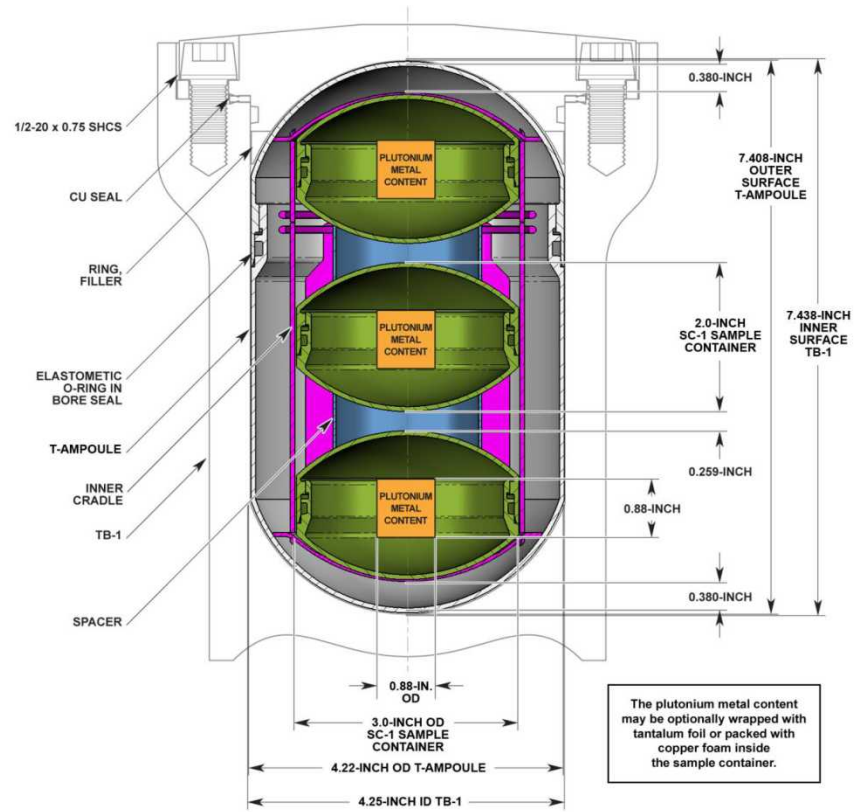 1/2-20 x 0.75 SHCS
CU SEAL
RING,
FILLER
ELASTOMETIC
O-RING IN
BORE SEAL
T-AMPOULE
INNER
CRADLE
TB-1
SPACER
PLUTONIUM
METAL
CONTENT
PLUTONIUM
METAL
CONTENT
PLUTONIUM
METAL
CONTENT
0.380-INCH
7.408-INCH
OUTER
SURFACE
T-AMPOULE
7.438-INCH
INNER
SURFACE
TB-1
2.0-INCH
SC-1 SAMPLE
CONTAINER
0.259-INCH
0.88-INCH
0.380-INCH
0.88-IN.
OD
3.0-INCH OD
SC-1 SAMPLE
CONTAINER
4.22-INCH OD T-AMPOULE
4.25-INCH ID TB-1
The plutonium metal content
may be optionally wrapped with
tantalum foil or packed with
copper foam inside
the sample container.